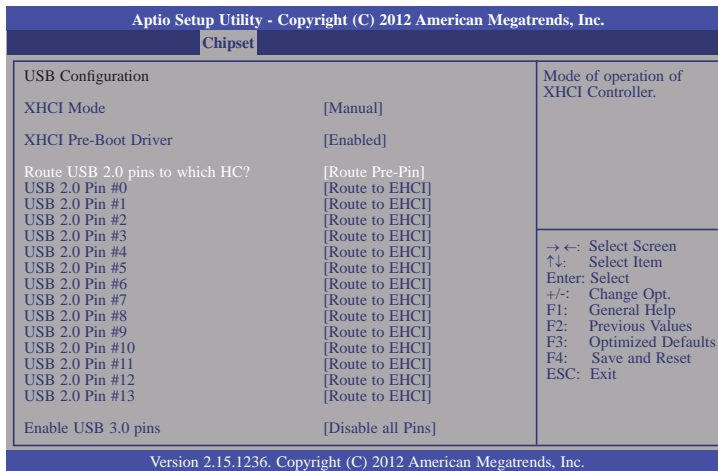 Aptio Setup Utility - Copyright (C) 2012 American Megatrends, Inc.
Chipset
USB Configuration
XHCI Mode [Manual]
XHCI Pre-Boot Driver [Enabled]
Route USB 2.0 pins to which HC? [Route Pre-Pin]
USB 2.0 Pin #0 [Route to EHCI]
USB 2.0 Pin #1 [Route to EHCI]
USB 2.0 Pin #2 [Route to EHCI]
USB 2.0 Pin #3 [Route to EHCI]
USB 2.0 Pin #4 [Route to EHCI]
USB 2.0 Pin #5 [Route to EHCI]
USB 2.0 Pin #6 [Route to EHCI]
USB 2.0 Pin #7 [Route to EHCI]
USB 2.0 Pin #8 [Route to EHCI]
USB 2.0 Pin #9 [Route to EHCI]
USB 2.0 Pin #10 [Route to EHCI]
USB 2.0 Pin #11 [Route to EHCI]
USB 2.0 Pin #12 [Route to EHCI]
USB 2.0 Pin #13 [Route to EHCI]
Enable USB 3.0 pins [Disable all Pins]
Mode of operation of
XHCI Controller.
→ ←: Select Screen
↑↓: Select Item
Enter: Select
+/-: Change Opt.
F1: General Help
F2: Previous Values
F3: Optimized Defaults
F4: Save and Reset
ESC: Exit
Version 2.15.1236. Copyright (C) 2012 American Megatrends, Inc.